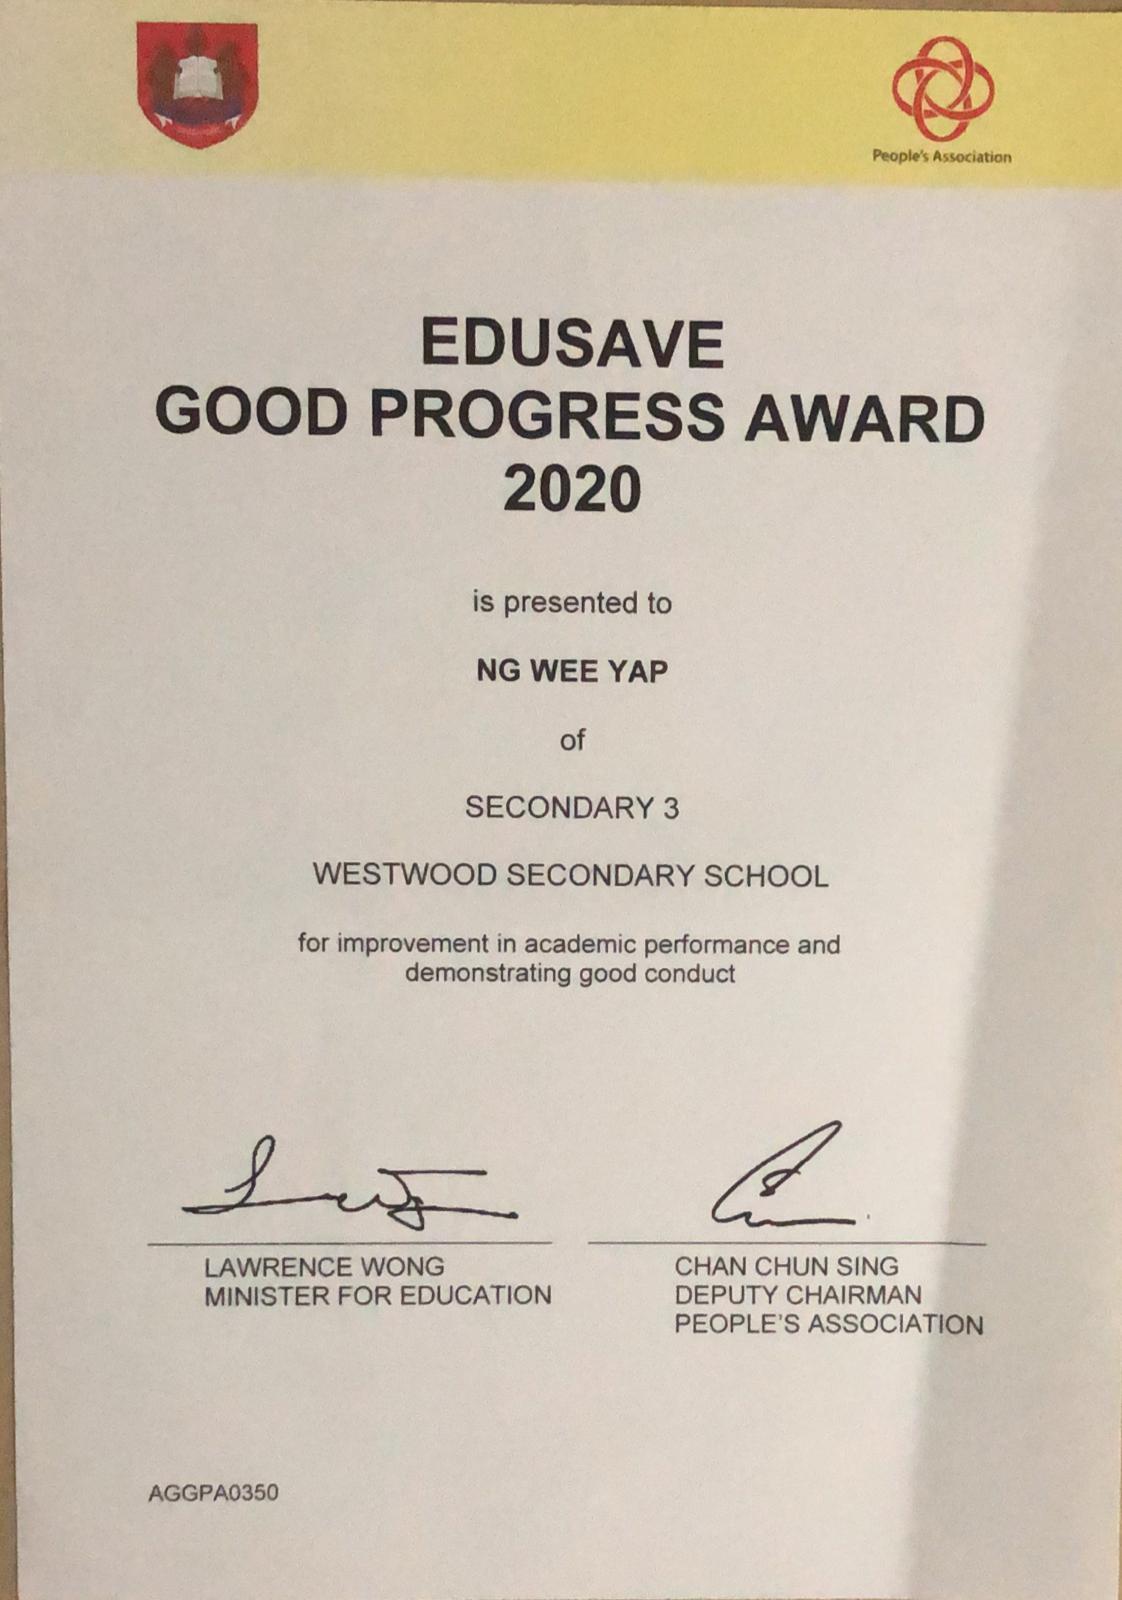 People's Association
EDUSAVE
GOOD PROGRESS AWARD
2020
is presented to
NG WEE YAP
of
SECONDARY 3
WESTWOOD SECONDARY SCHOOL
for improvement in academic performance and
demonstrating good conduct
LAWRENCE WONG
MINISTER FOR EDUCATION
CHAN CHUN SING
DEPUTY CHAIRMAN
PEOPLE'S ASSOCIATION
AGGPA0350